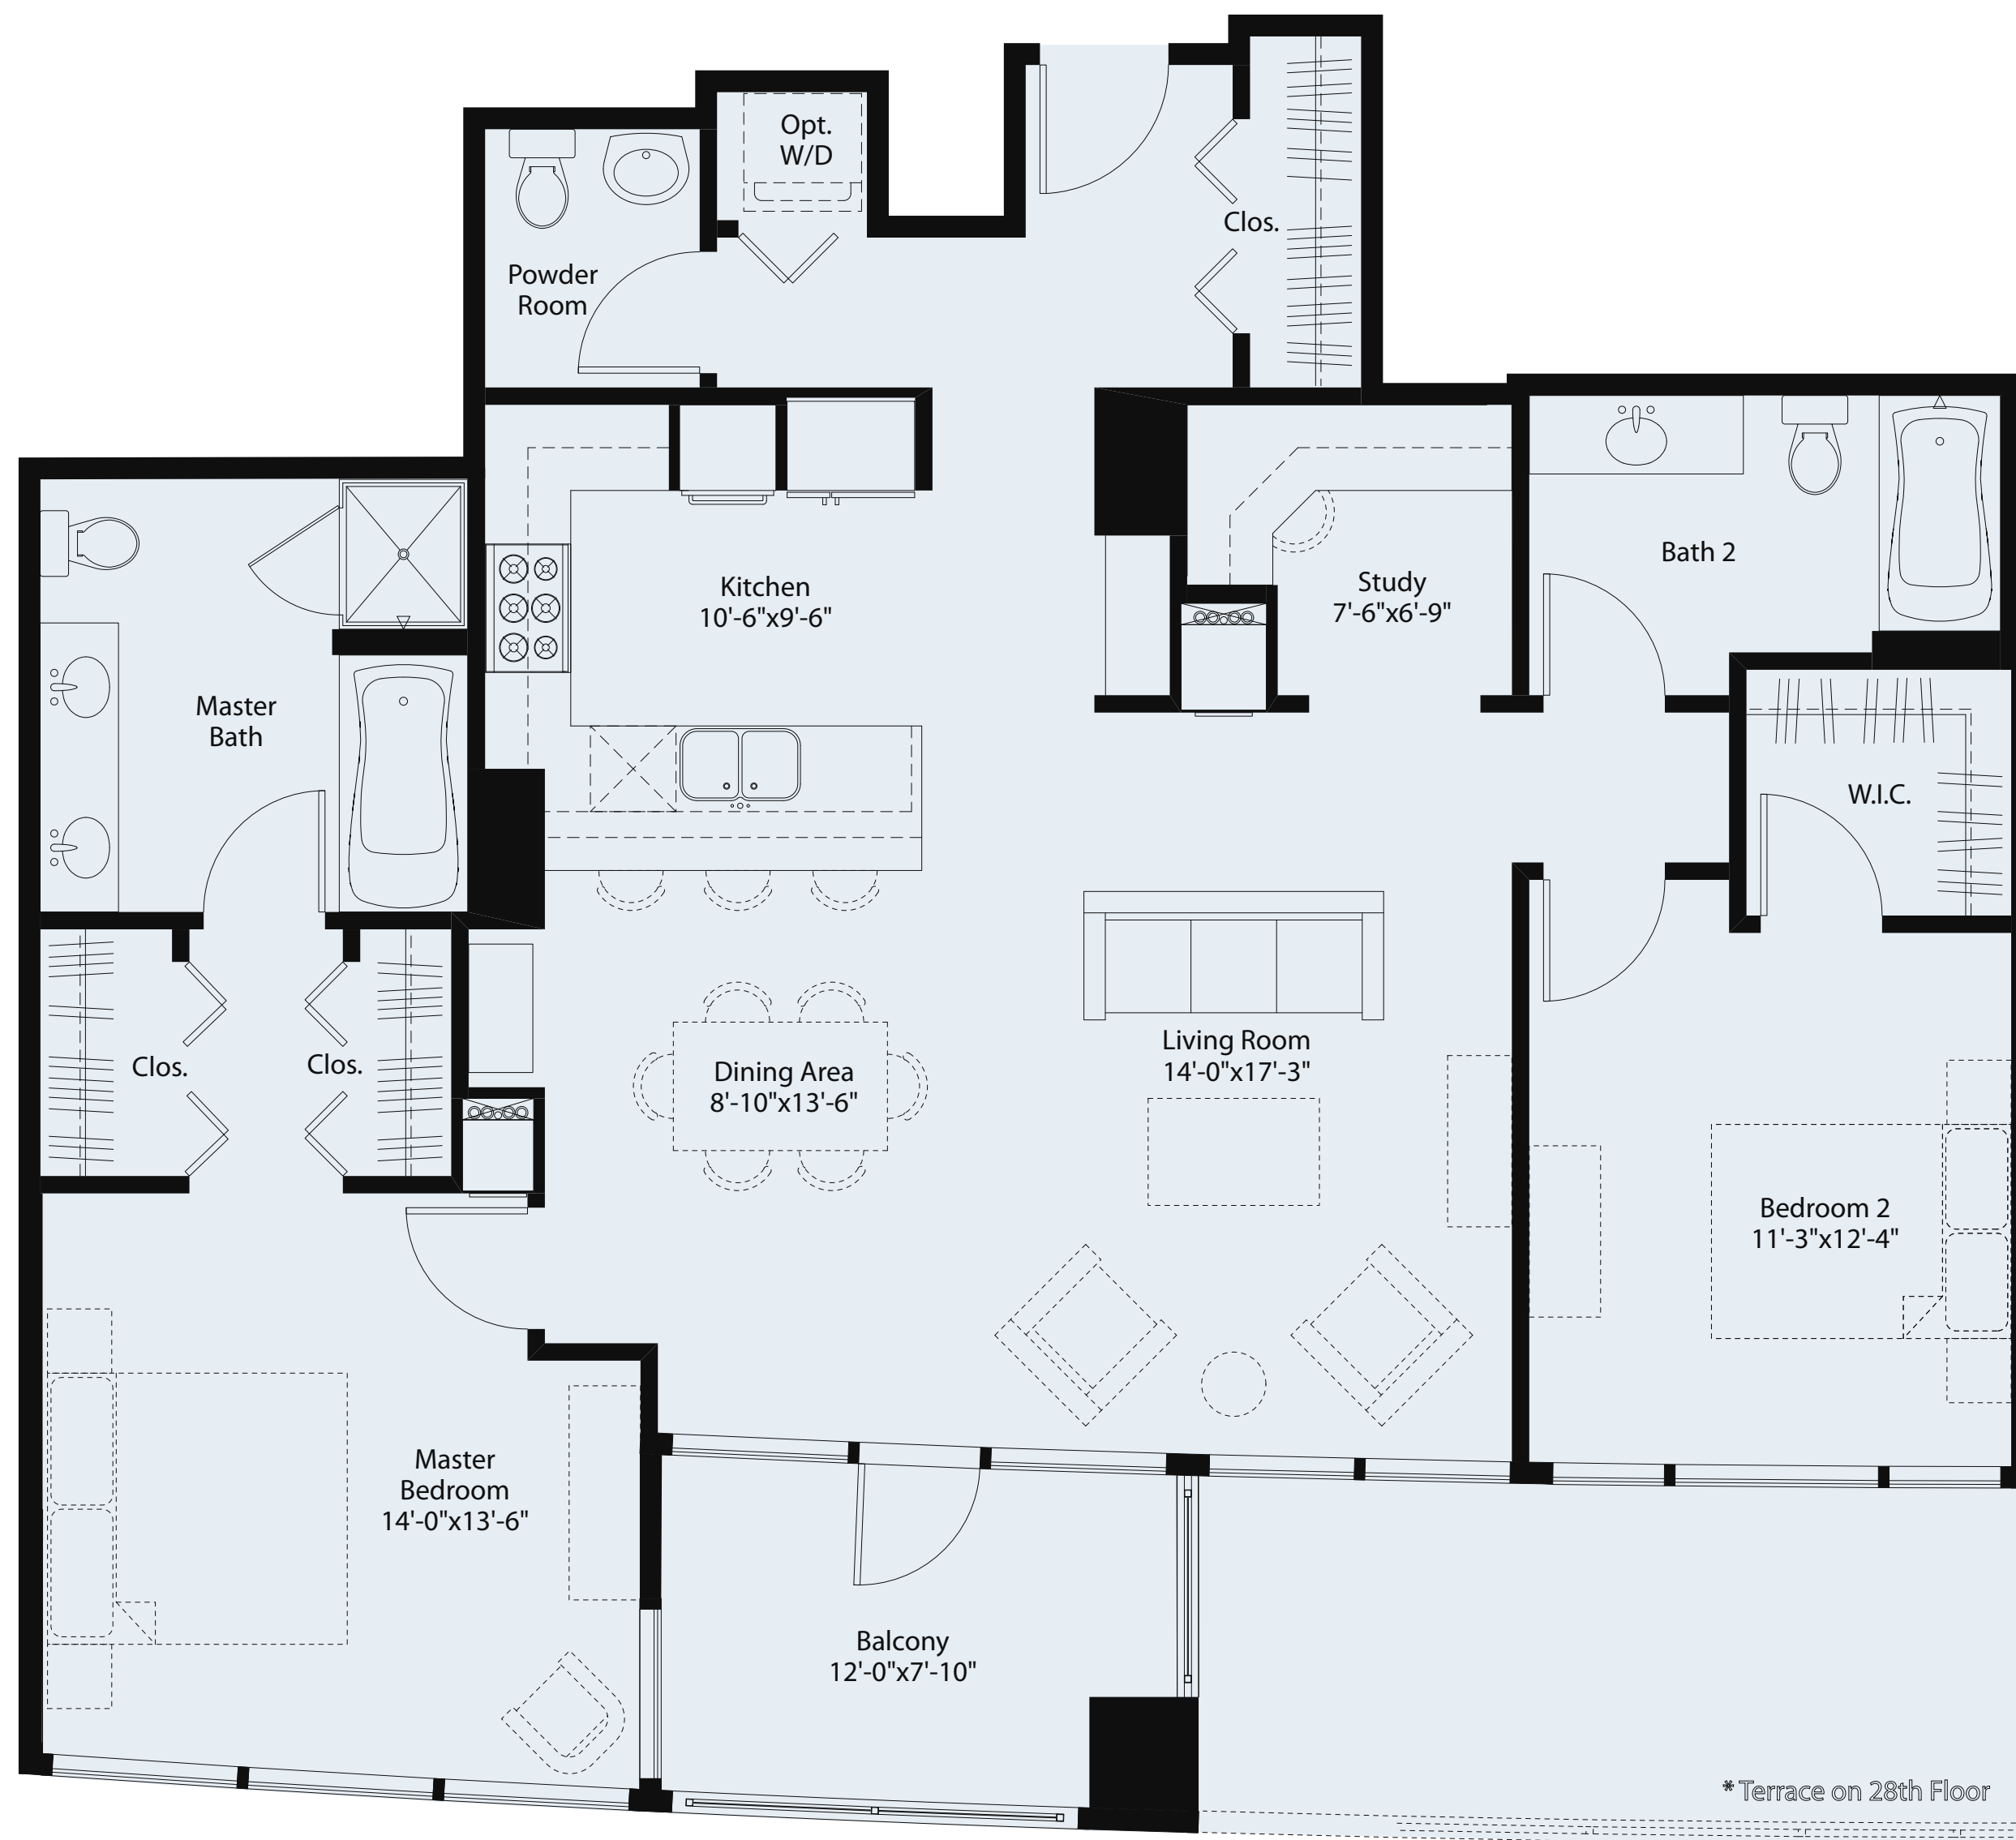 Opt.
W/D
Clos.
Powder
Room
Kitchen
10'-6"x9'-6"
Study
7'-6"x6'-9"
Bath 2
Master
Bath
W.I.C.
Clos.
Clos.
Dining Area
8'-10"x13'-6"
Living Room
14'-0"x17'-3"
Bedroom 2
11'-3"x12'-4"
Master
Bedroom
14'-0"x13'-6"
Balcony
12'-0"x7'-10"
* Terrace on 28th Floor